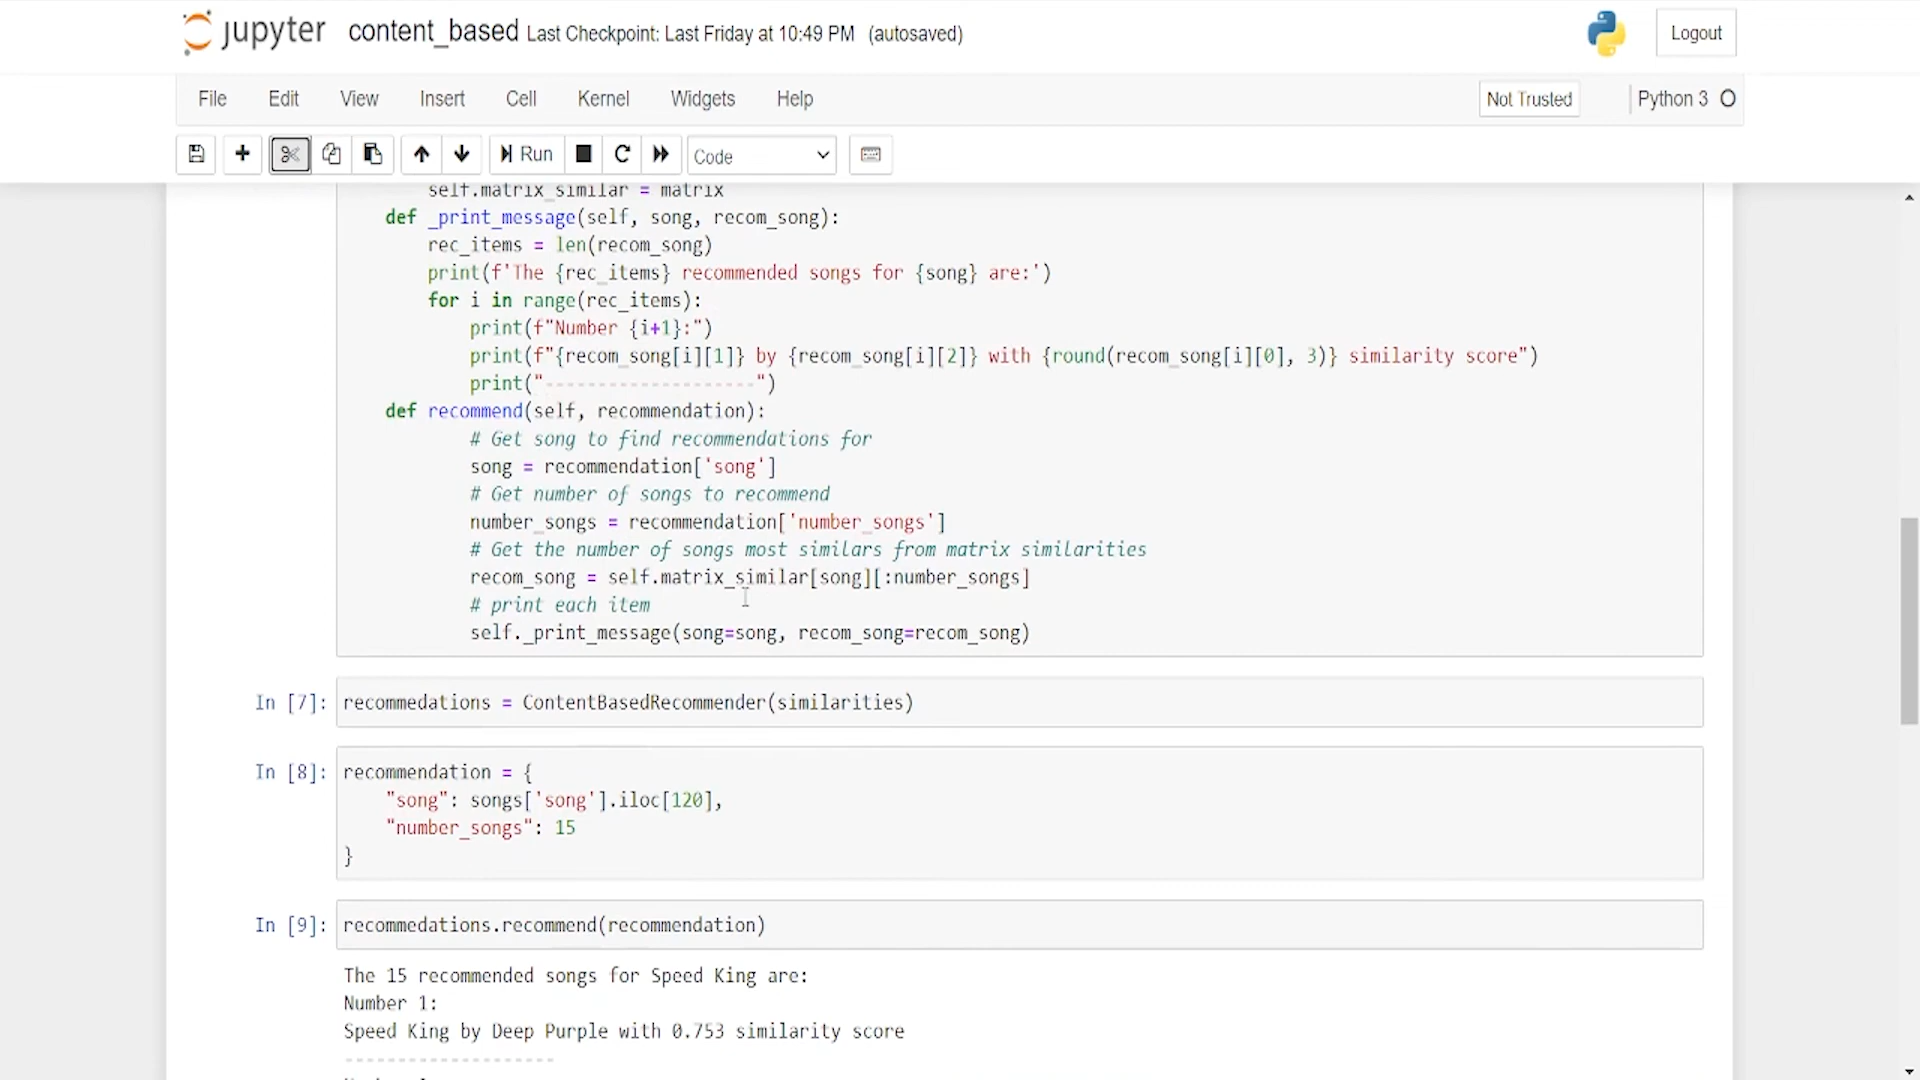 jupyter content_based Last Checkpoint: Last Friday at 10:49 PM (autosaved) Logout
File Edit View Insert Cell Kernel Widgets Help Not Trusted Python 3
Run Code
self.matrix_similar = matrix
def _print_message(self, song, recom_song):
rec_items = len(recom_song)
print(f'The {rec_items} recommended songs for {song} are:')
for i in range(rec_items):
print(f"Number {i+1}:")
print(f"{recom_song[i][1]} by {recom_song[i][2]} with {round(recom_song[i][0], 3)} similarity score")
print("--------------------")
def recommend(self, recommendation):
# Get song to find recommendations for
song = recommendation['song']
# Get number of songs to recommend
number_songs = recommendation['number_songs']
# Get the number of songs most similars from matrix similarities
recom_song = self.matrix_similar[song][:number_songs]
# print each item
self._print_message(song=song, recom_song=recom_song)
In [7]: recommedations = ContentBasedRecommender(similarities)
In [8]: recommendation = {
"song": songs['song'].iloc[120],
"number_songs": 15
}
In [9]: recommedations.recommend(recommendation)
The 15 recommended songs for Speed King are:
Number 1:
Speed King by Deep Purple with 0.753 similarity score
--------------------